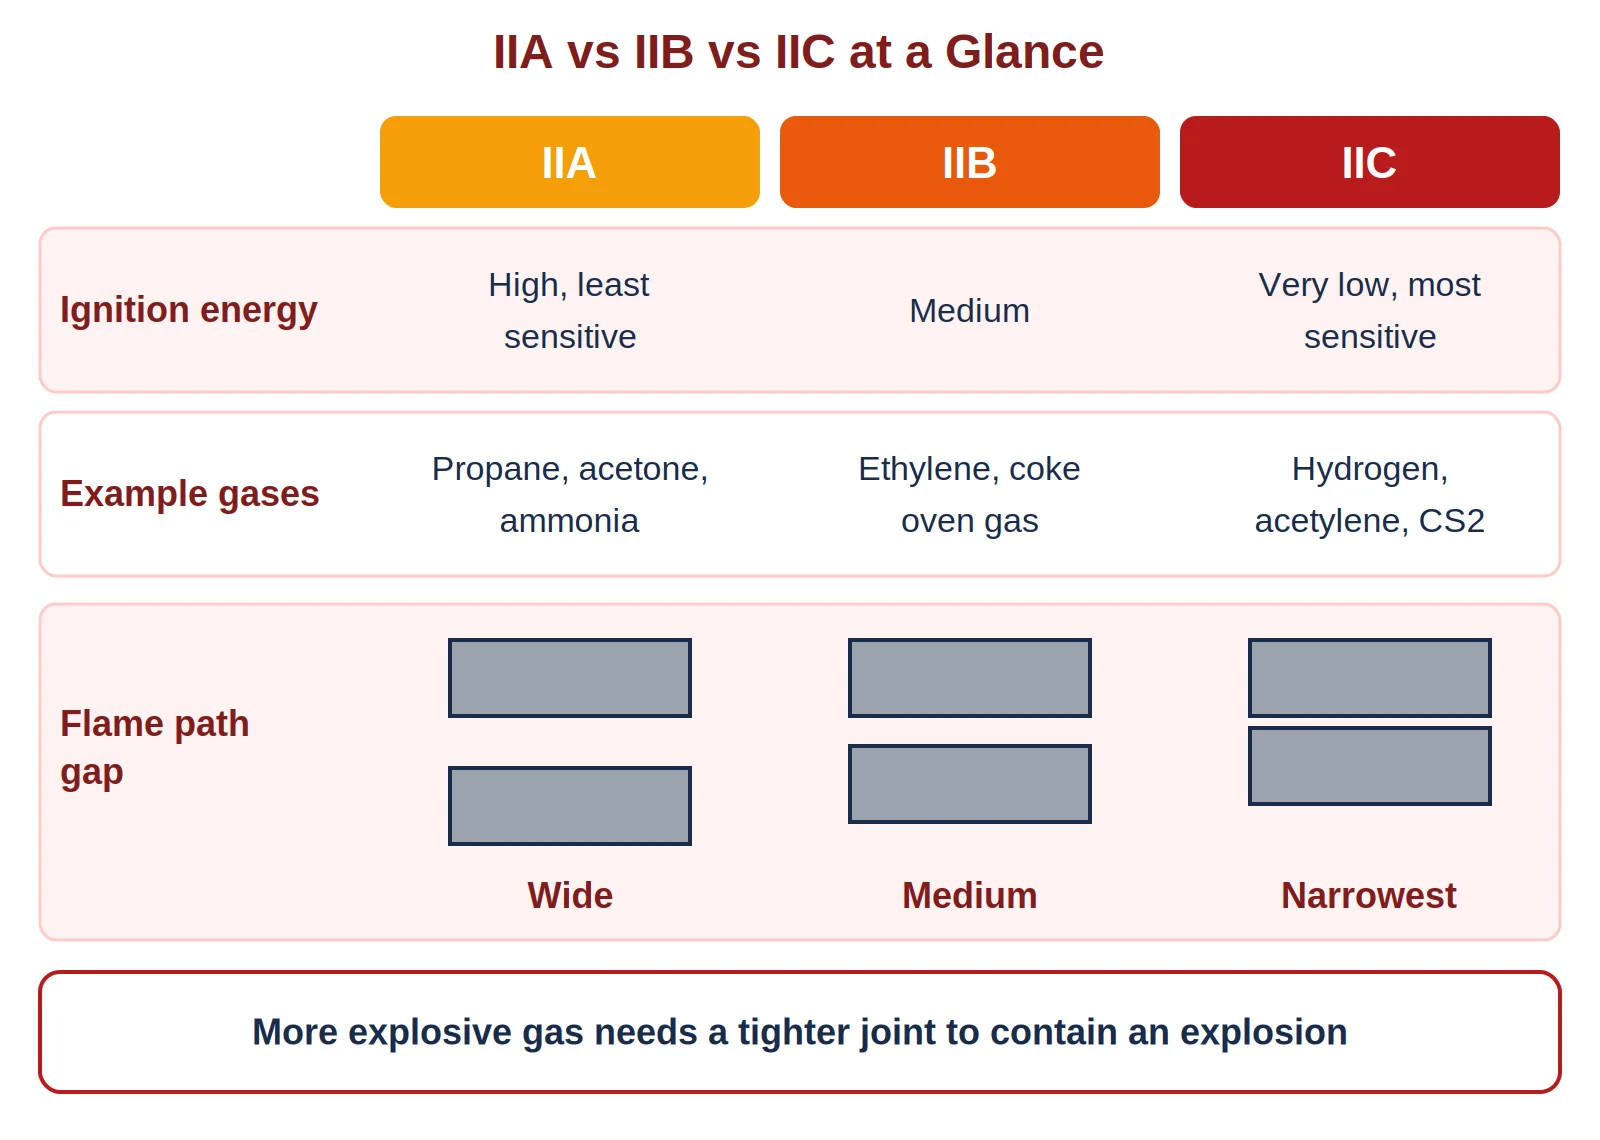 IIA vs IIB vs IIC at a Glance
IIA
IIB
IIC
Ignition energy
High, least
sensitive
Medium
Very low, most
sensitive
Example gases
Propane, acetone,
ammonia
Ethylene, coke
oven gas
Hydrogen,
acetylene, CS2
Flame path
gap
Wide
Medium
Narrowest
More explosive gas needs a tighter joint to contain an explosion